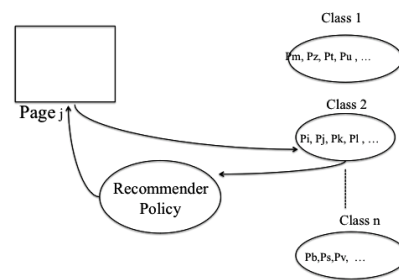 Class 1
Pm, Pz, Pt, Pu , ...
Class 2
Page j
Pi, Pj, Pk, Pl , ...
Recommender
Policy
Class n
Pb,Ps,Pv, ...